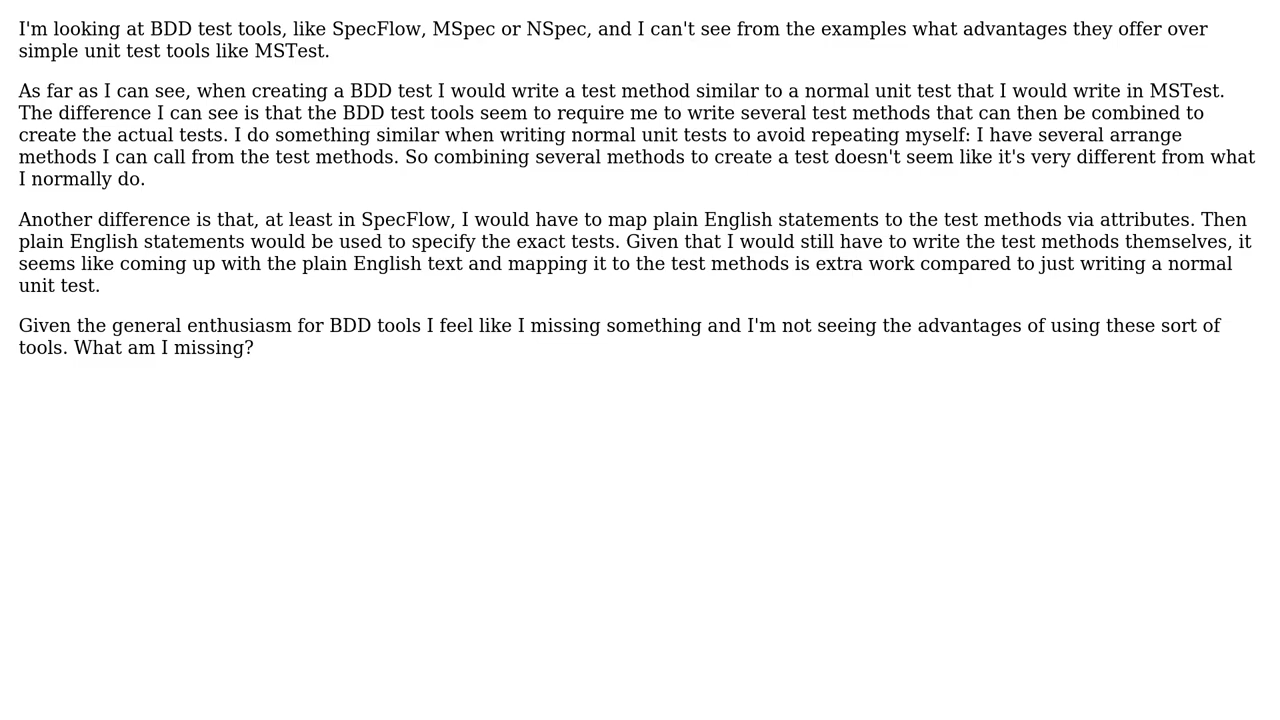 I'm looking at BDD test tools, like SpecFlow, MSpec or NSpec, and I can't see from the examples what advantages they offer over
simple unit test tools like MSTest.
As far as I can see, when creating a BDD test I would write a test method similar to a normal unit test that I would write in MSTest.
The difference I can see is that the BDD test tools seem to require me to write several test methods that can then be combined to
create the actual tests. I do something similar when writing normal unit tests to avoid repeating myself: I have several arrange
methods I can call from the test methods. So combining several methods to create a test doesn't seem like it's very different from what
I normally do.
Another difference is that, at least in SpecFlow, I would have to map plain English statements to the test methods via attributes. Then
plain English statements would be used to specify the exact tests. Given that I would still have to write the test methods themselves, it
seems like coming up with the plain English text and mapping it to the test methods is extra work compared to just writing a normal
unit test.
Given the general enthusiasm for BDD tools I feel like I missing something and I'm not seeing the advantages of using these sort of
tools. What am I missing?